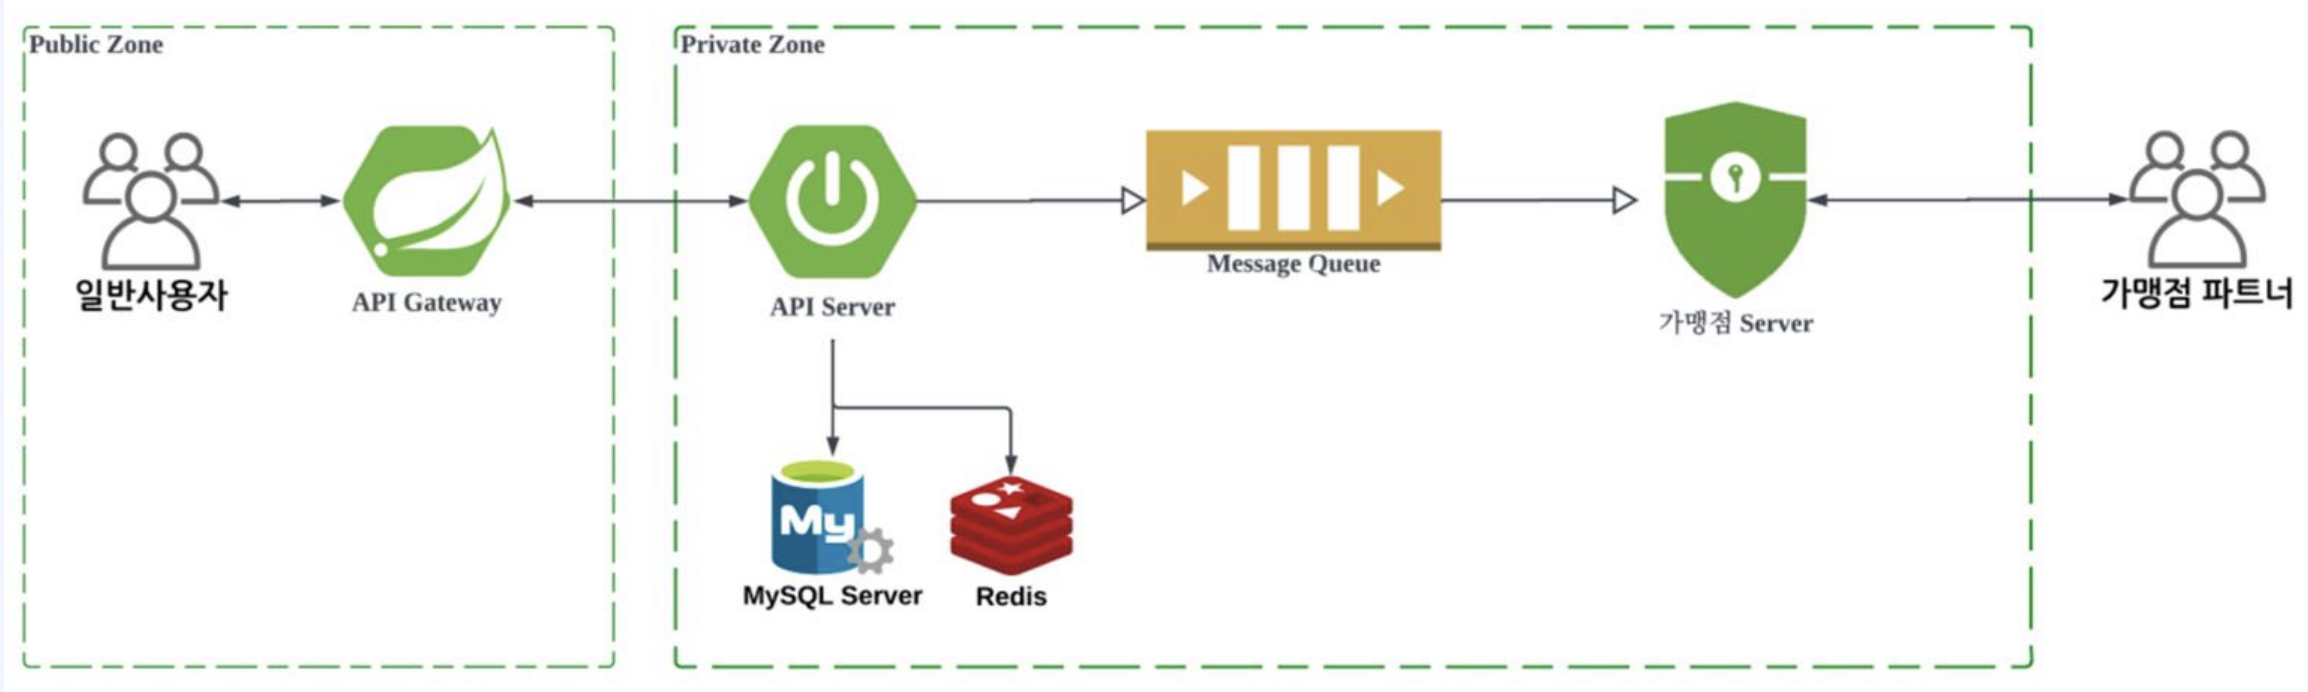 Public Zone
Private Zone
일반사용자
API Gateway
API Server
Message Queue
가맹점 Server
가맹점 파트너
My
MySQL Server
Redis